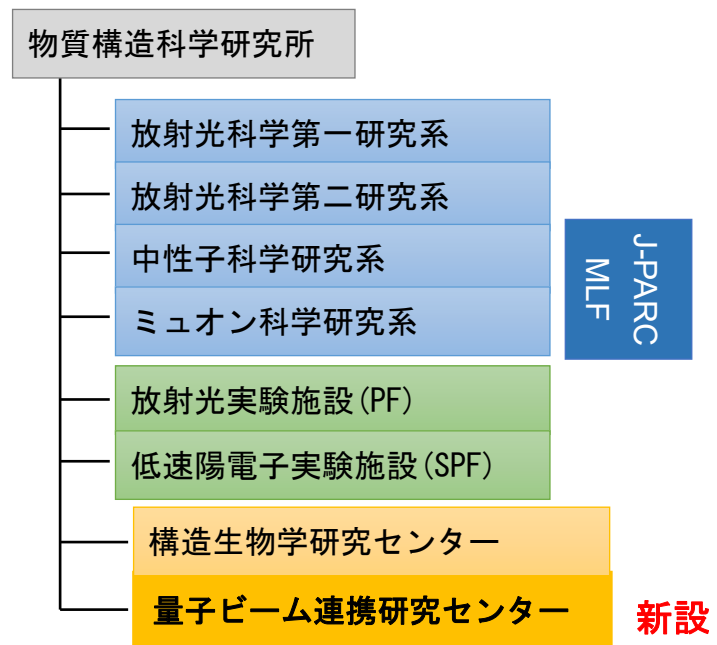 物質構造科学研究所
放射光科学第一研究系
放射光科学第二研究系
中性子科学研究系
ミュオン科学研究系
J-PARC
MLF
放射光実験施設(PF)
低速陽電子実験施設(SPF)
構造生物学研究センター
量子ビーム連携研究センター
新設